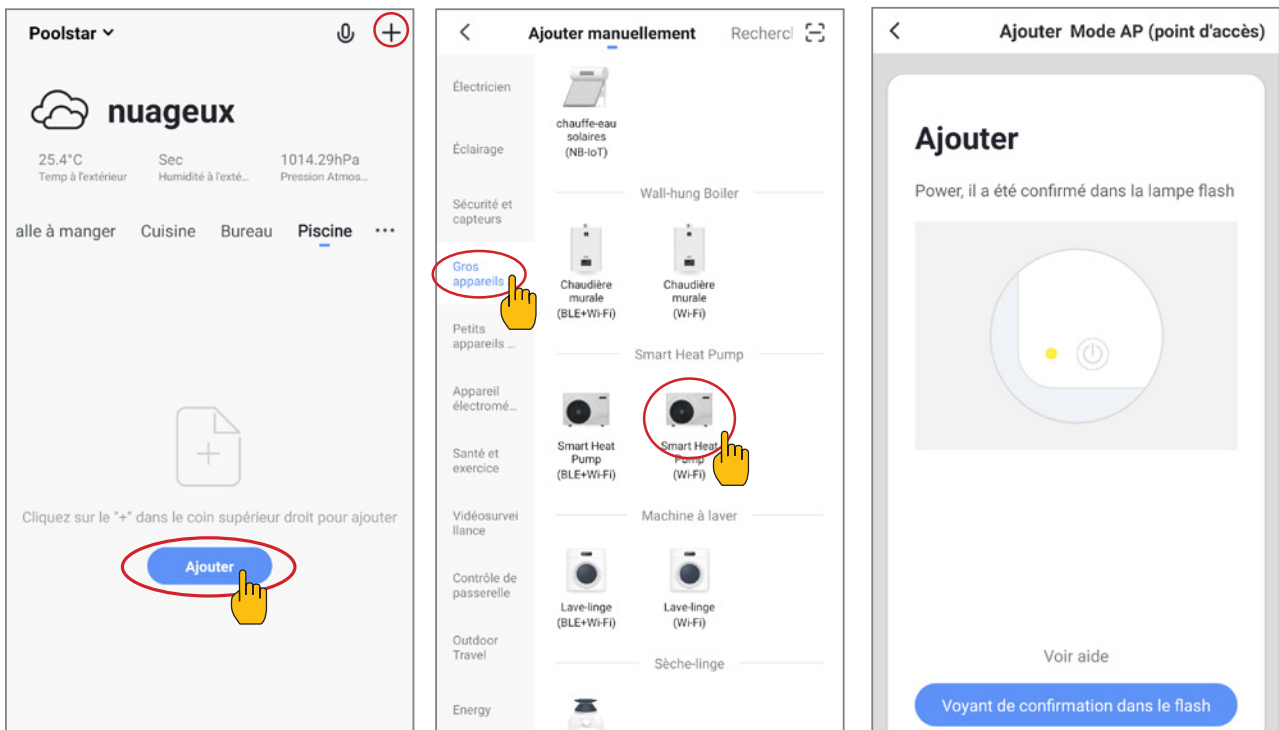 Poolstar
nuageux
25.4°C Sec 1014.29hPa
Temp à l'extérieur Humidité à l'exté... Pression Atmos...
alle à manger Cuisine Bureau Piscine ...
Cliquez sur le "+" dans le coin supérieur droit pour ajouter
Ajouter
Ajouter manuellement Recherc
Électricien
Éclairage
Sécurité et
capteurs
Gros
appareils
Petits
appareils ...
Appareil
électromé...
Santé et
exercice
Vidéosurvei
llance
Contrôle de
passerelle
Outdoor
Travel
Energy
chauffe-eau
solaires
(NB-IoT)
Wall-hung Boiler
Chaudière
murale
(BLE+Wi-Fi)
Chaudière
murale
(Wi-Fi)
Smart Heat Pump
Smart Heat
Pump
(BLE+Wi-Fi)
Smart Heat
Pump
(Wi-Fi)
Machine à laver
Lave-linge
(BLE+Wi-Fi)
Lave-linge
(Wi-Fi)
Sèche-linge
Ajouter Mode AP (point d'accès)
Ajouter
Power, il a été confirmé dans la lampe flash
Voir aide
Voyant de confirmation dans le flash